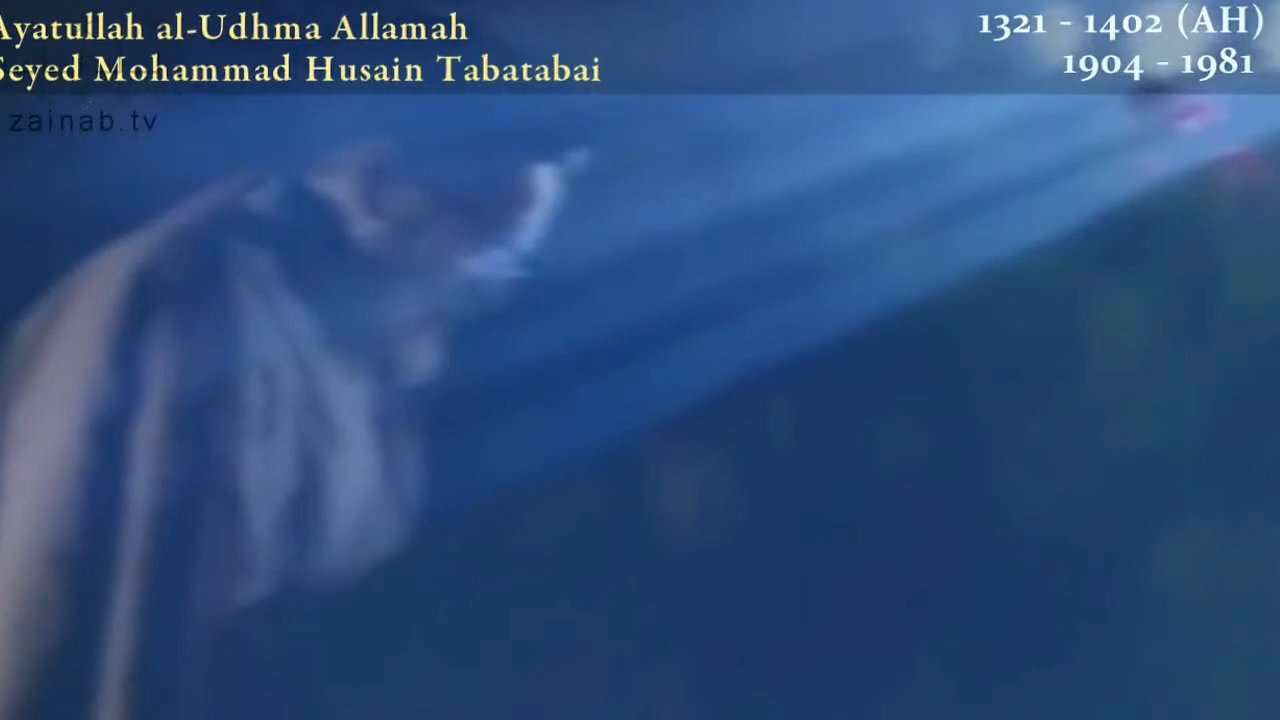 Ayatullah al-Udhma Allamah
Seyed Mohammad Husain Tabatabai
1321 - 1402 (AH)
1904 - 1981
zainab.tv